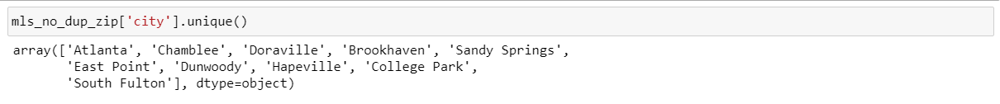 mls_no_dup_zip['city'].unique()
array(['Atlanta', 'Chamblee', 'Doraville', 'Brookhaven', 'Sandy Springs',
'East Point', 'Dunwoody', 'Hapeville', 'College Park',
'South Fulton'], dtype=object)